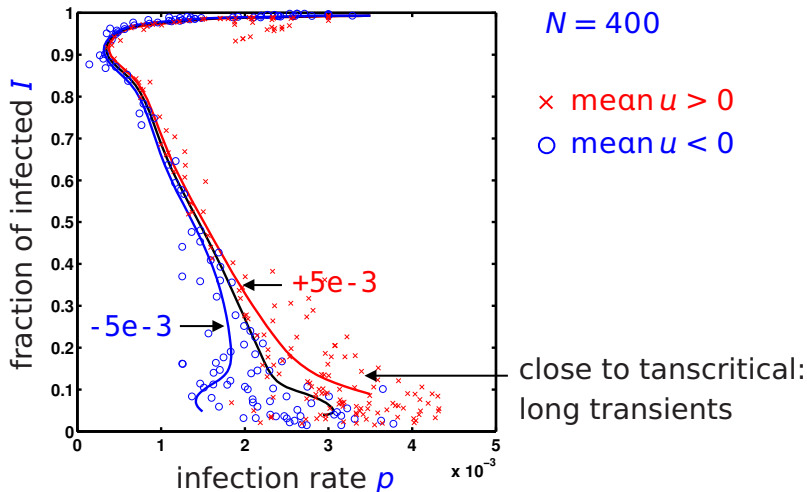 N = 400
× mean u > 0
○ mean u < 0
fraction of infected I
1
0.9
0.8
0.7
0.6
0.5
0.4
0.3
0.2
0.1
0
+5e-3
-5e-3
close to tanscritical:
long transients
0 1 2 3 4 5
x 10⁻³
infection rate p